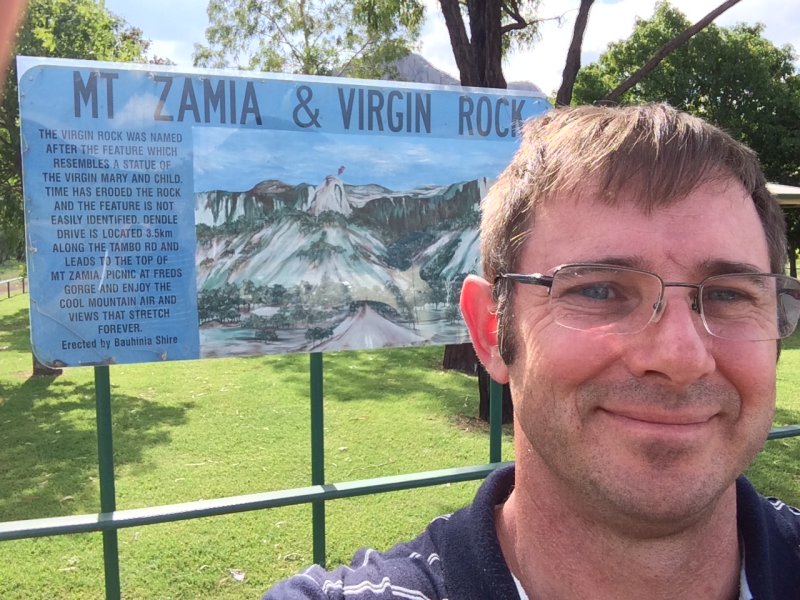 MT ZAMIA & VIRGIN ROCK
THE VIRGIN ROCK WAS NAMED
AFTER THE FEATURE WHICH
RESEMBLES A STATUE OF
THE VIRGIN MARY AND CHILD.
TIME HAS ERODED THE ROCK
AND THE FEATURE IS NOT
EASILY IDENTIFIED. DENDLE
DRIVE IS LOCATED 3.5km
ALONG THE TAMBO RD AND
LEADS TO THE TOP OF
MT ZAMIA, PICNIC AT FREDS
GORGE AND ENJOY THE
COOL MOUNTAIN AIR AND
VIEWS THAT STRETCH
FOREVER.
Erected by Bauhinia Shire